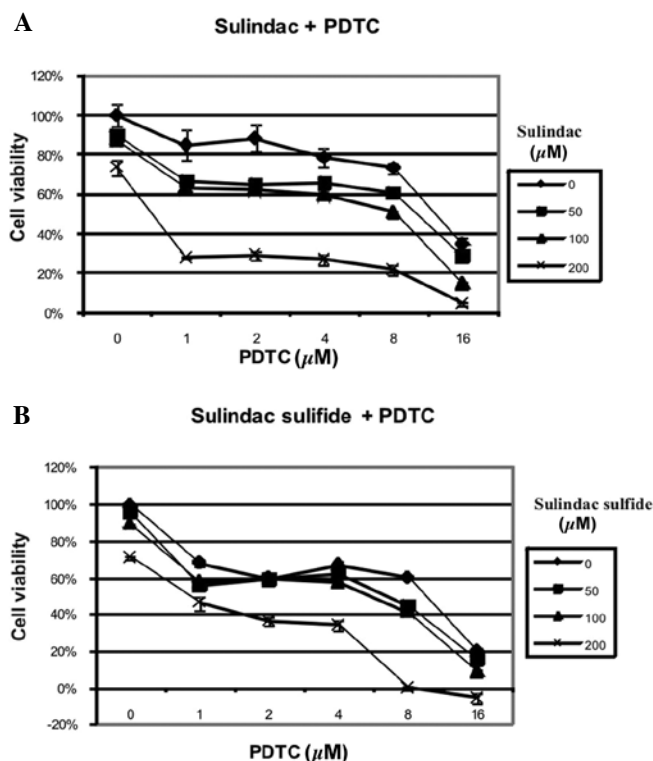 A
Sulindac + PDTC
120%
100%
80%
60%
40%
20%
0%
Cell viability
0 1 2 4 8 16
PDTC (µM)
Sulindac
(µM)
0
50
100
200
B
Sulindac sulifide + PDTC
120%
100%
80%
60%
40%
20%
0%
-20%
Cell viability
0 1 2 4 8 16
PDTC (µM)
Sulindac sulfide
(µM)
0
50
100
200